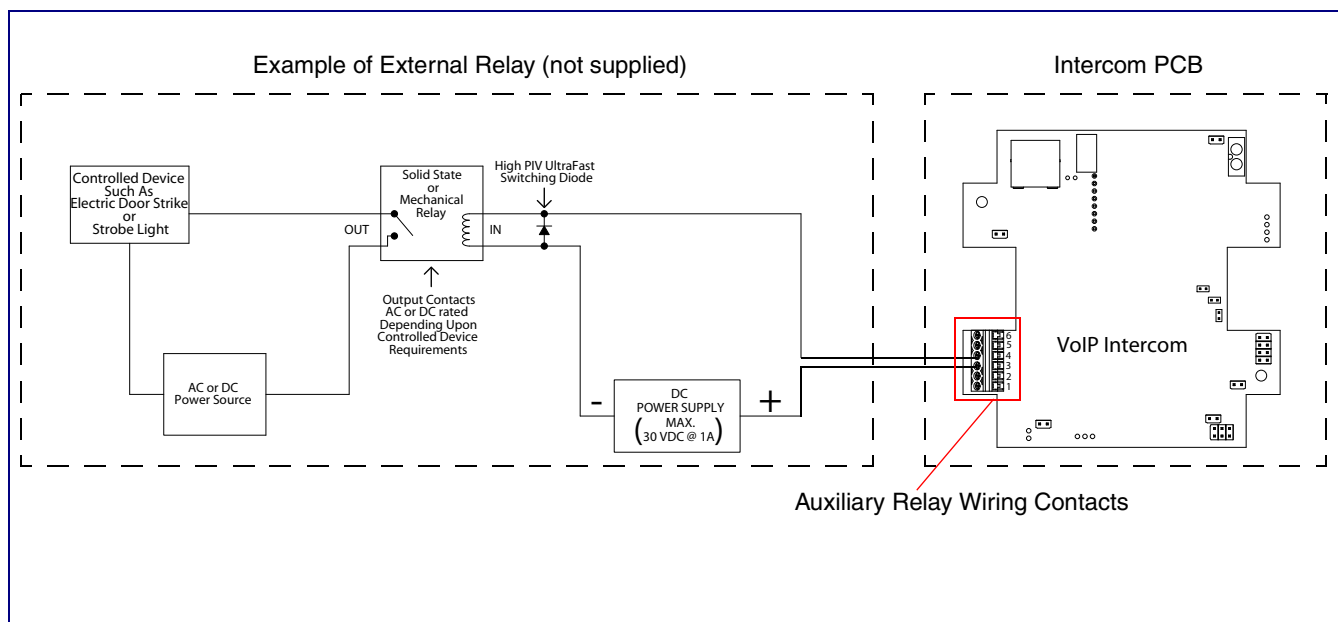 Example of External Relay (not supplied)
Intercom PCB
Controlled Device
Such As
Electric Door Strike
or
Strobe Light
Solid State
or
Mechanical
Relay
High PIV UltraFast
Switching Diode
OUT
IN
Output Contacts
AC or DC rated
Depending Upon
Controlled Device
Requirements
AC or DC
Power Source
-
DC
POWER SUPPLY
MAX.
(30 VDC @ 1A)
+
6
5
4
3
2
1
VoIP Intercom
Auxiliary Relay Wiring Contacts